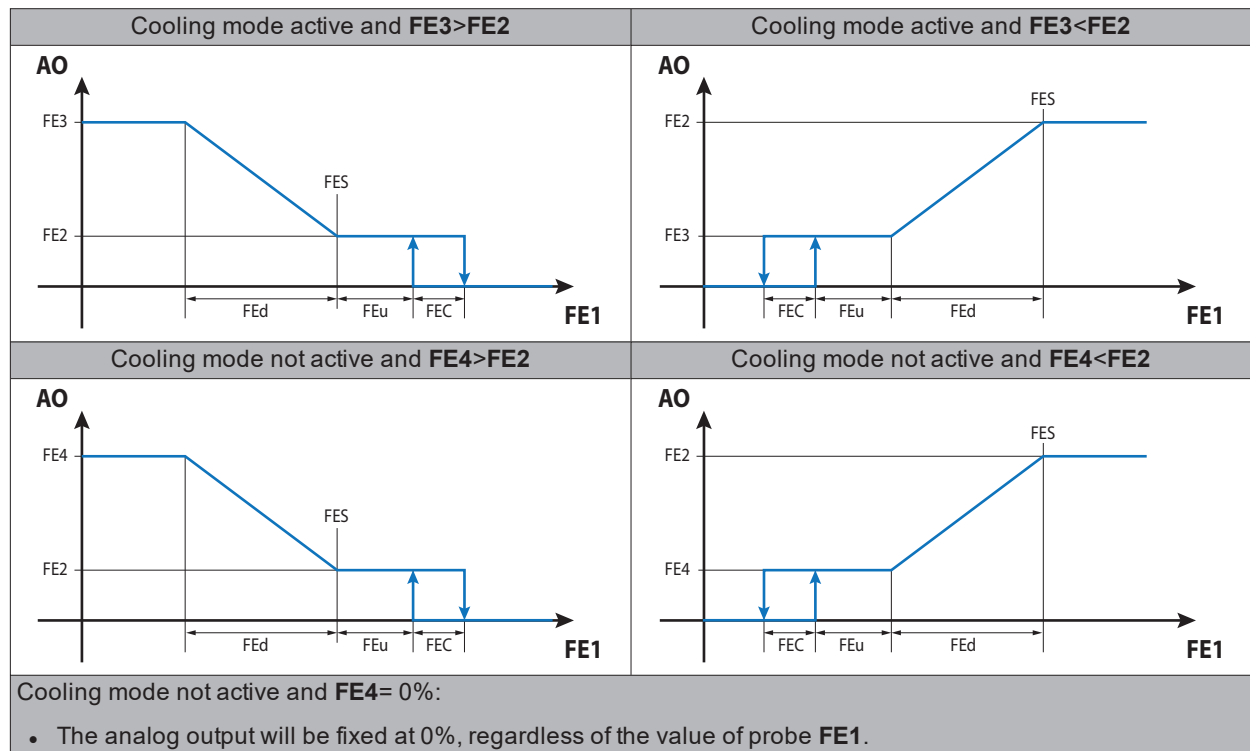 Cooling mode active and FE3>FE2
Cooling mode active and FE3<FE2
AO
FE3
FES
FE2
FEd
FEu
FEC
FE1
AO
FES
FE2
FE3
FEC
FEu
FEd
FE1
Cooling mode not active and FE4>FE2
Cooling mode not active and FE4<FE2
AO
FE4
FES
FE2
FEd
FEu
FEC
FE1
AO
FES
FE2
FE4
FEC
FEu
FEd
FE1
Cooling mode not active and FE4= 0%:
• The analog output will be fixed at 0%, regardless of the value of probe FE1.